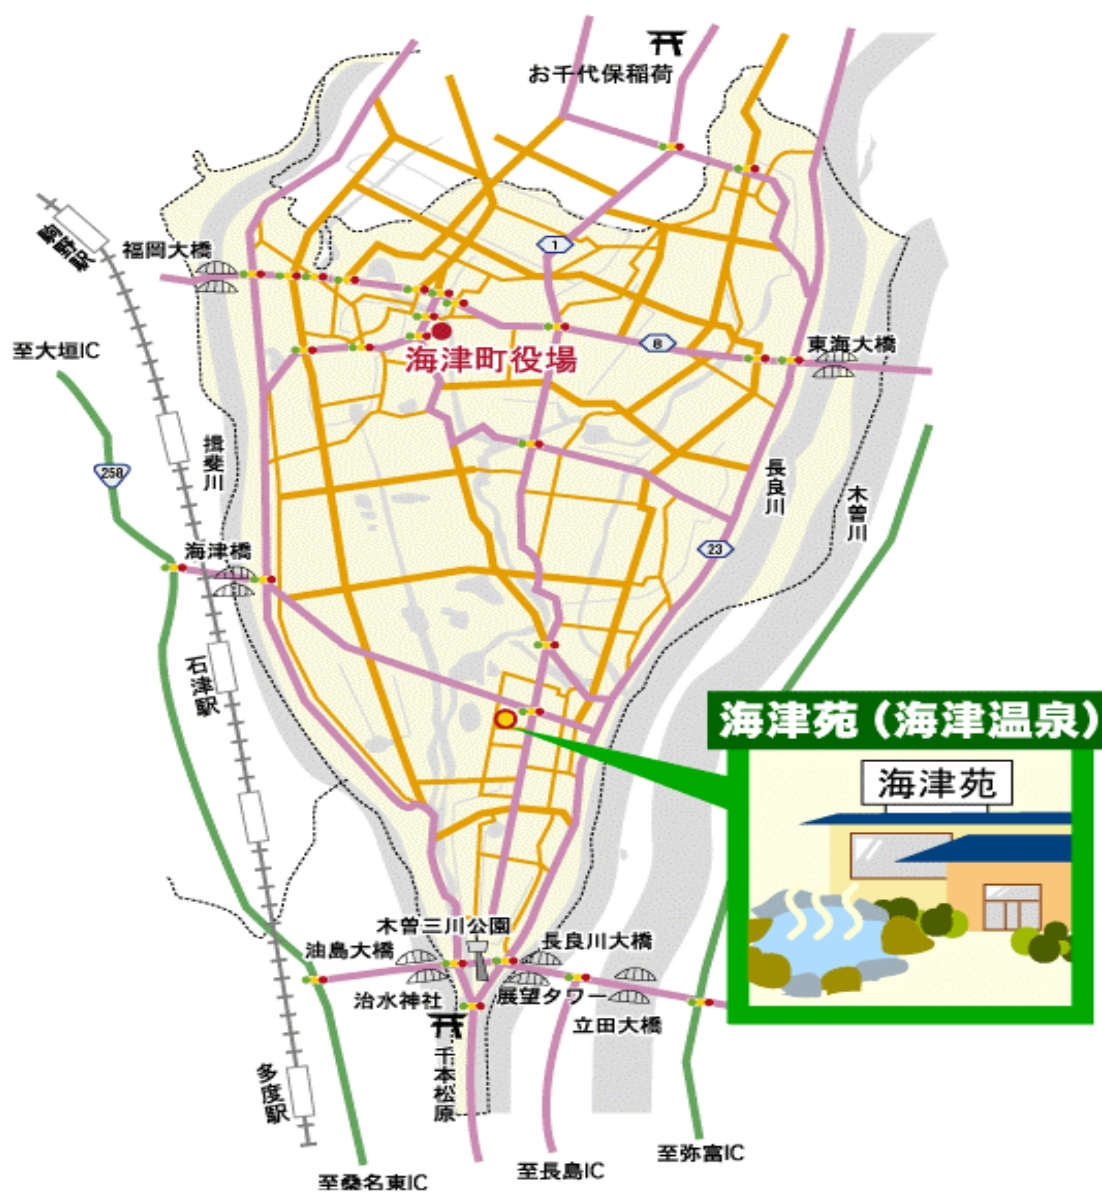 お千代保稲荷
駒野駅
福岡大橋
1
至大垣IC
8
東海大橋
海津町役場
揖斐川
258
長良川
木曽川
海津橋
23
石津駅
海津苑（海津温泉）
海津苑
木曽三川公園
油島大橋
長良川大橋
治水神社
展望タワー
立田大橋
千本松原
多度駅
至桑名東IC
至長島IC
至弥富IC